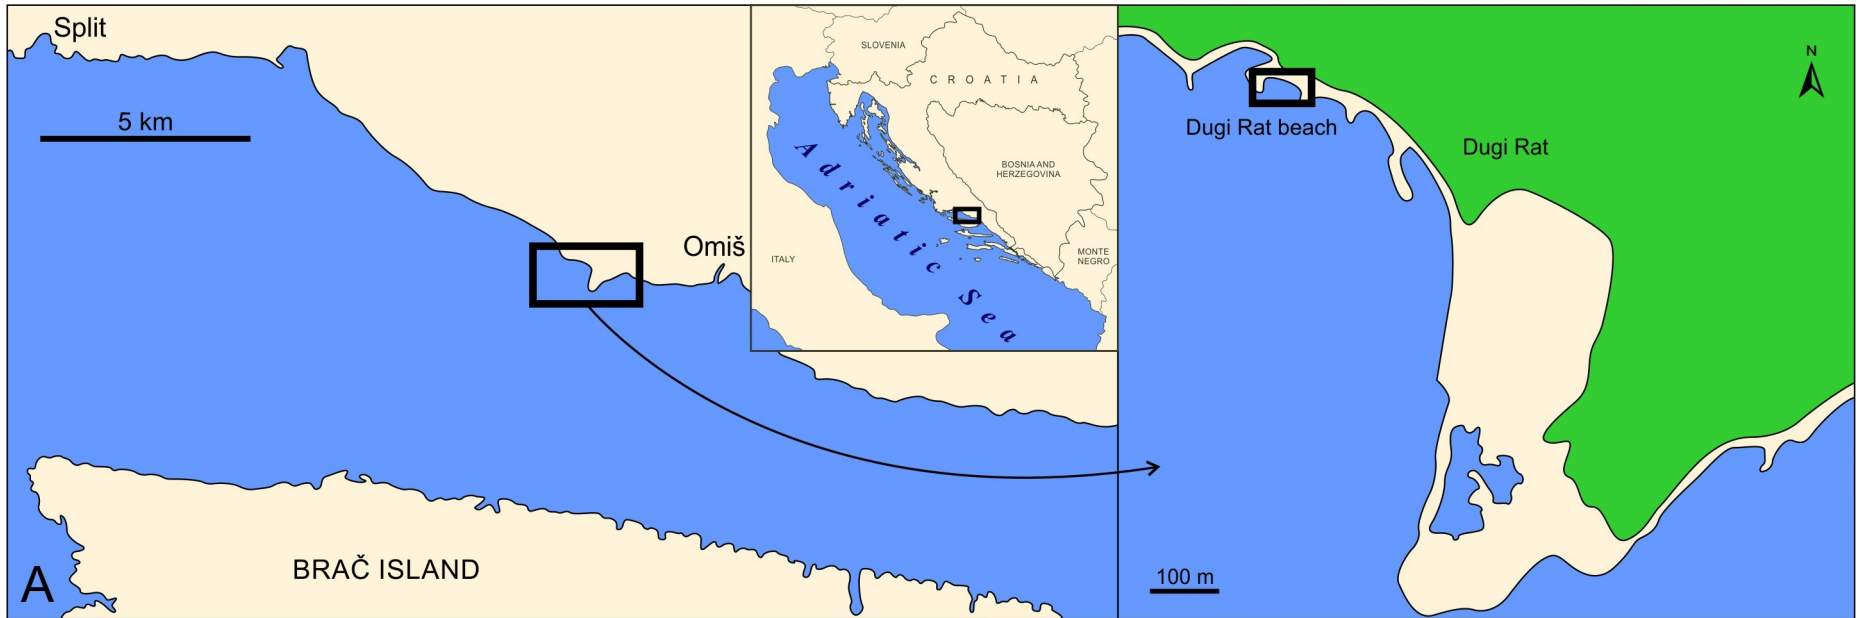 Split
5 km
Omiš
BRAČ ISLAND
A
SLOVENIA
CROATIA
BOSNIA AND
HERZEGOVINA
MONTE
NEGRO
ITALY
Adriatic Sea
N
Dugi Rat beach
Dugi Rat
100 m